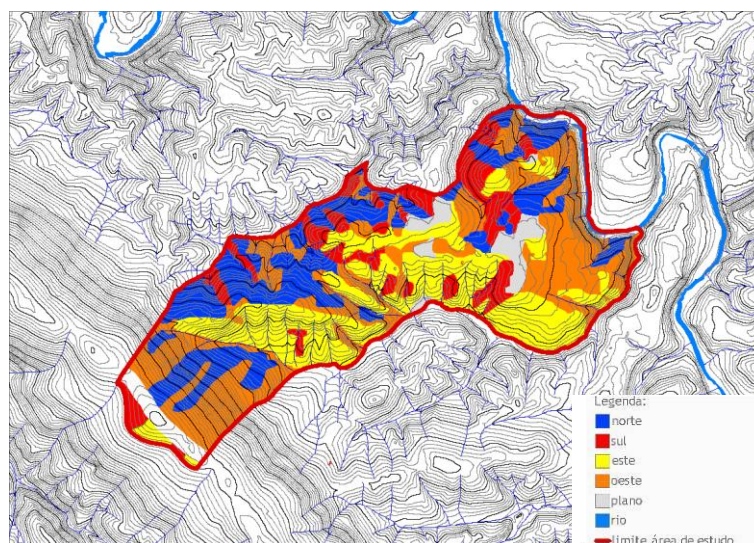 Legenda:
norte
sul
este
oeste
plano
rio
limite área de estudo